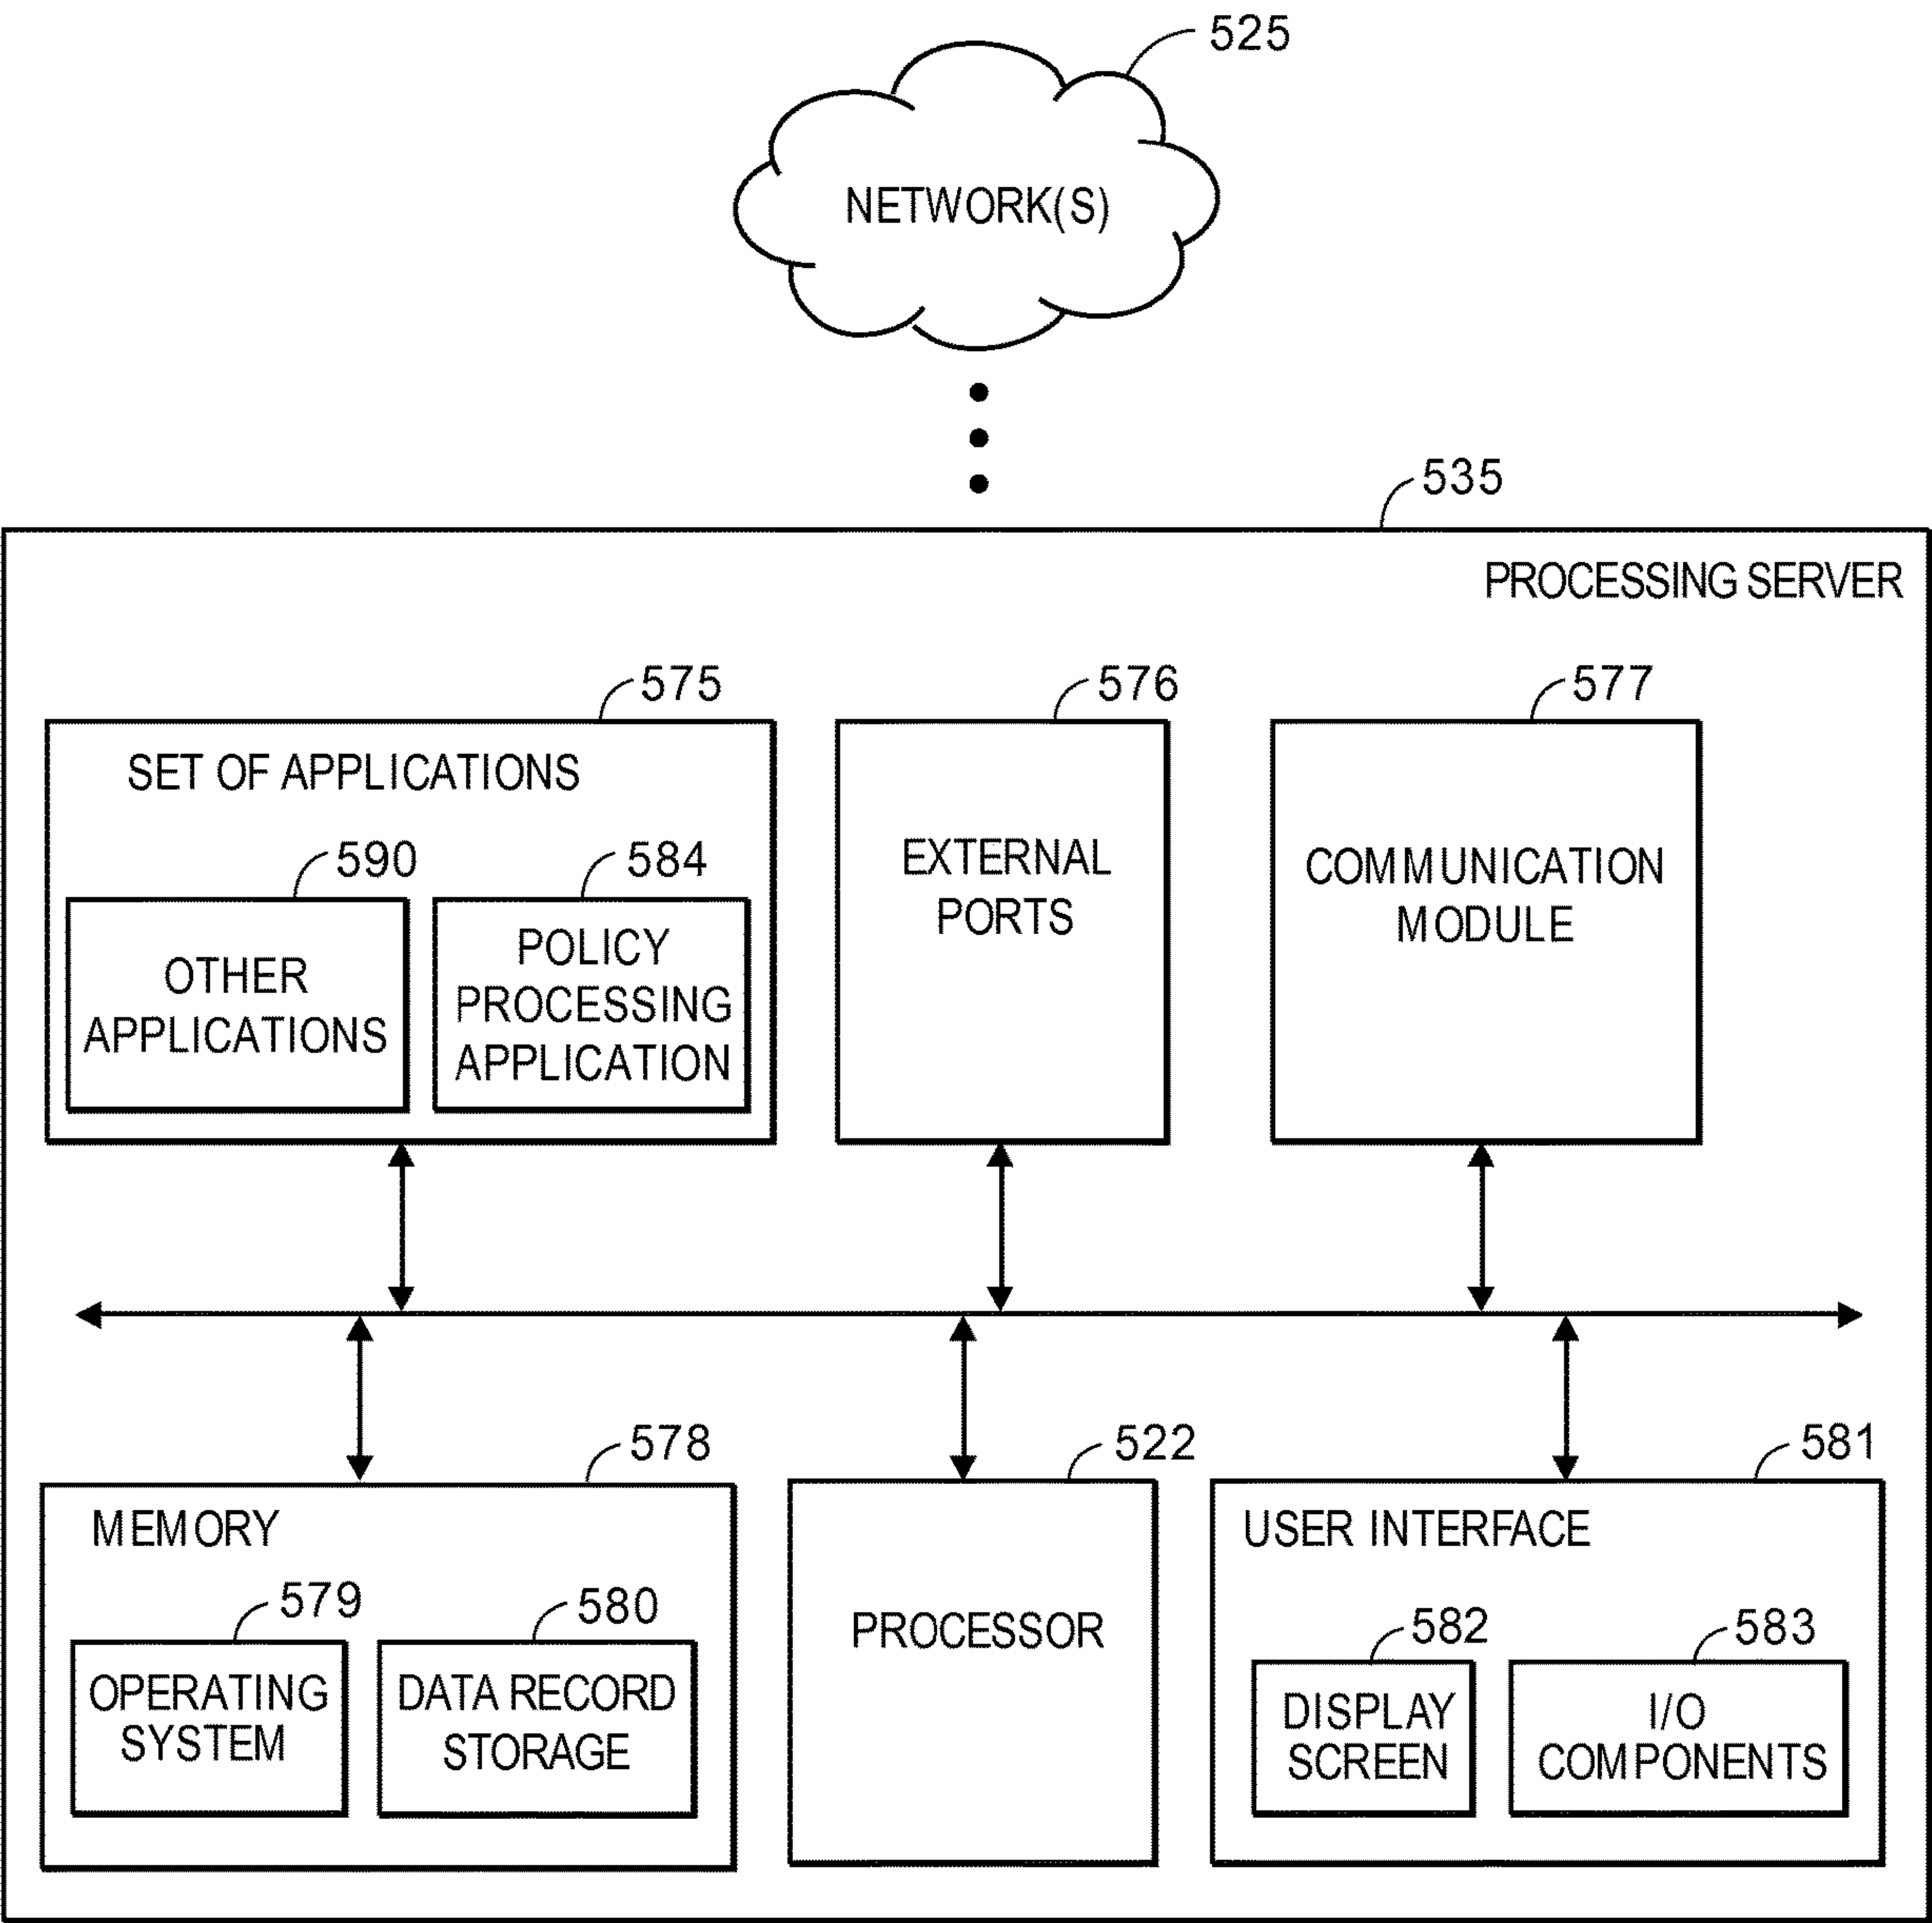 525
NETWORK(S)
535
PROCESSING SERVER
575
SET OF APPLICATIONS
590
OTHER
APPLICATIONS
584
POLICY
PROCESSING
APPLICATION
576
EXTERNAL
PORTS
577
COMMUNICATION
MODULE
578
MEMORY
579
OPERATING
SYSTEM
580
DATA RECORD
STORAGE
522
PROCESSOR
581
USER INTERFACE
582
DISPLAY
SCREEN
583
I/O
COMPONENTS